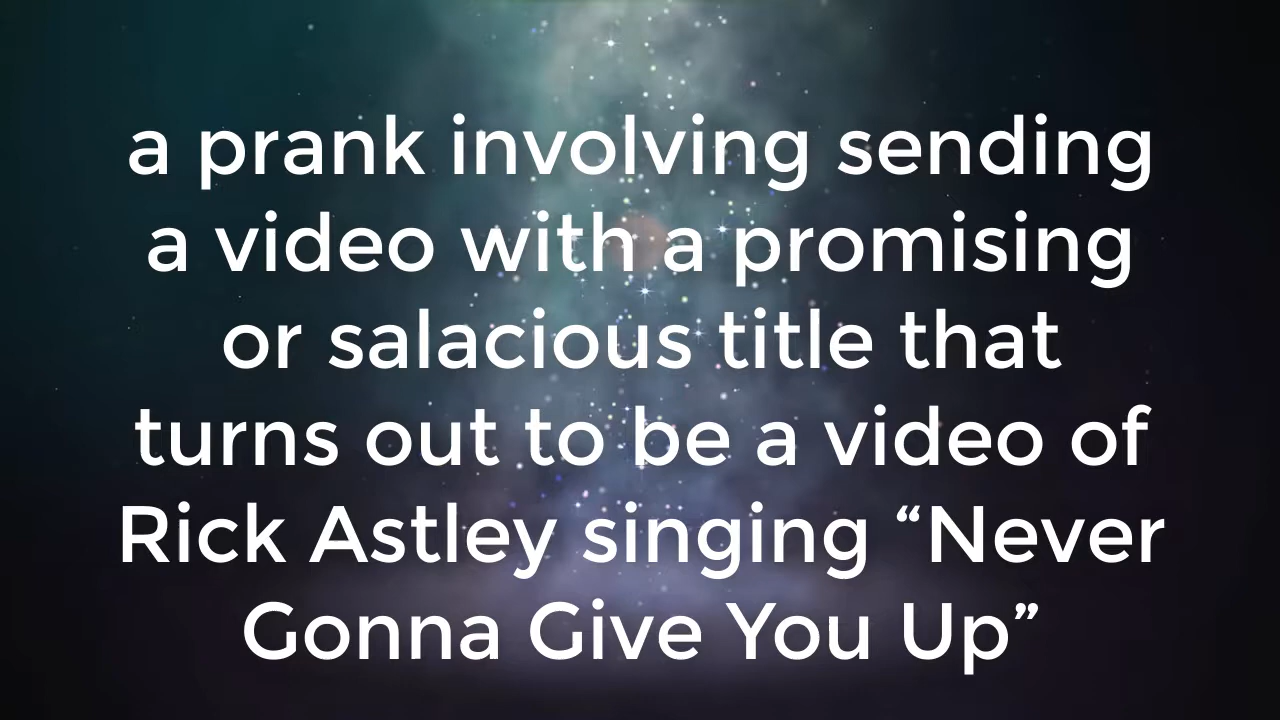 a prank involving sending
a video with a promising
or salacious title that
turns out to be a video of
Rick Astley singing “Never
Gonna Give You Up”